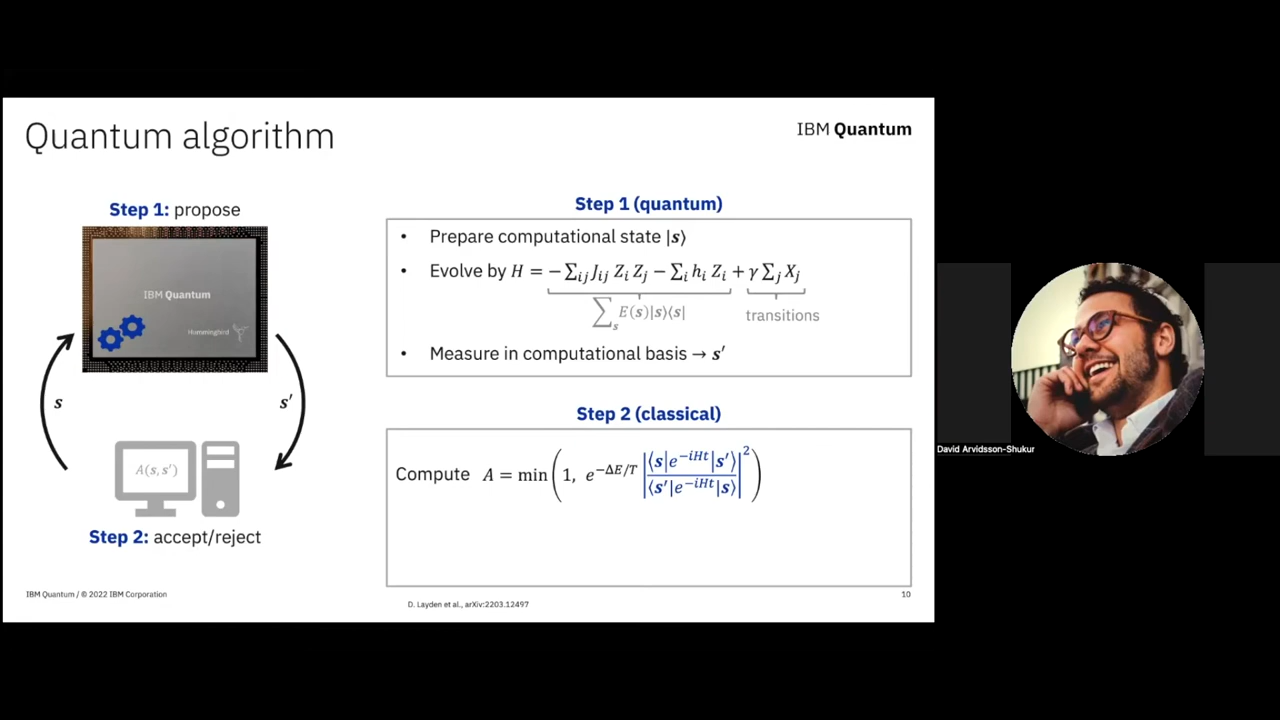 Quantum algorithm
IBM Quantum
Step 1: propose
IBM Quantum
Hummingbird
s
s′
A(s, s′)
Step 2: accept/reject
Step 1 (quantum)
• Prepare computational state |s⟩
• Evolve by H = −∑ᵢⱼ Jᵢⱼ Zᵢ Zⱼ − ∑ᵢ hᵢ Zᵢ + γ ∑ⱼ Xⱼ
∑ₛ E(s)|s⟩⟨s|
transitions
• Measure in computational basis → s′
Step 2 (classical)
Compute A = min(1, e^{−ΔE/T} |⟨s|e^{−iHt}|s′⟩ / ⟨s′|e^{−iHt}|s⟩|²)
IBM Quantum / © 2022 IBM Corporation
D. Layden et al., arXiv:2203.12497
10
David Arvidsson-Shukur